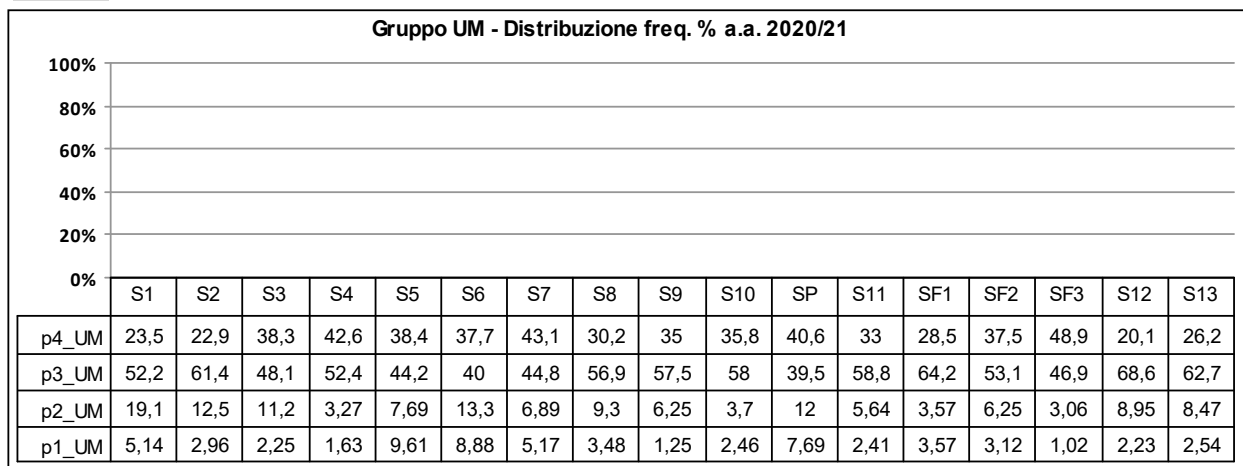 Gruppo UM - Distribuzione freq. % a.a. 2020/21
100%
80%
60%
40%
20%
0%
S1 S2 S3 S4 S5 S6 S7 S8 S9 S10 SP S11 SF1 SF2 SF3 S12 S13
p4_UM 23,5 22,9 38,3 42,6 38,4 37,7 43,1 30,2 35 35,8 40,6 33 28,5 37,5 48,9 20,1 26,2
p3_UM 52,2 61,4 48,1 52,4 44,2 40 44,8 56,9 57,5 58 39,5 58,8 64,2 53,1 46,9 68,6 62,7
p2_UM 19,1 12,5 11,2 3,27 7,69 13,3 6,89 9,3 6,25 3,7 12 5,64 3,57 6,25 3,06 8,95 8,47
p1_UM 5,14 2,96 2,25 1,63 9,61 8,88 5,17 3,48 1,25 2,46 7,69 2,41 3,57 3,12 1,02 2,23 2,54